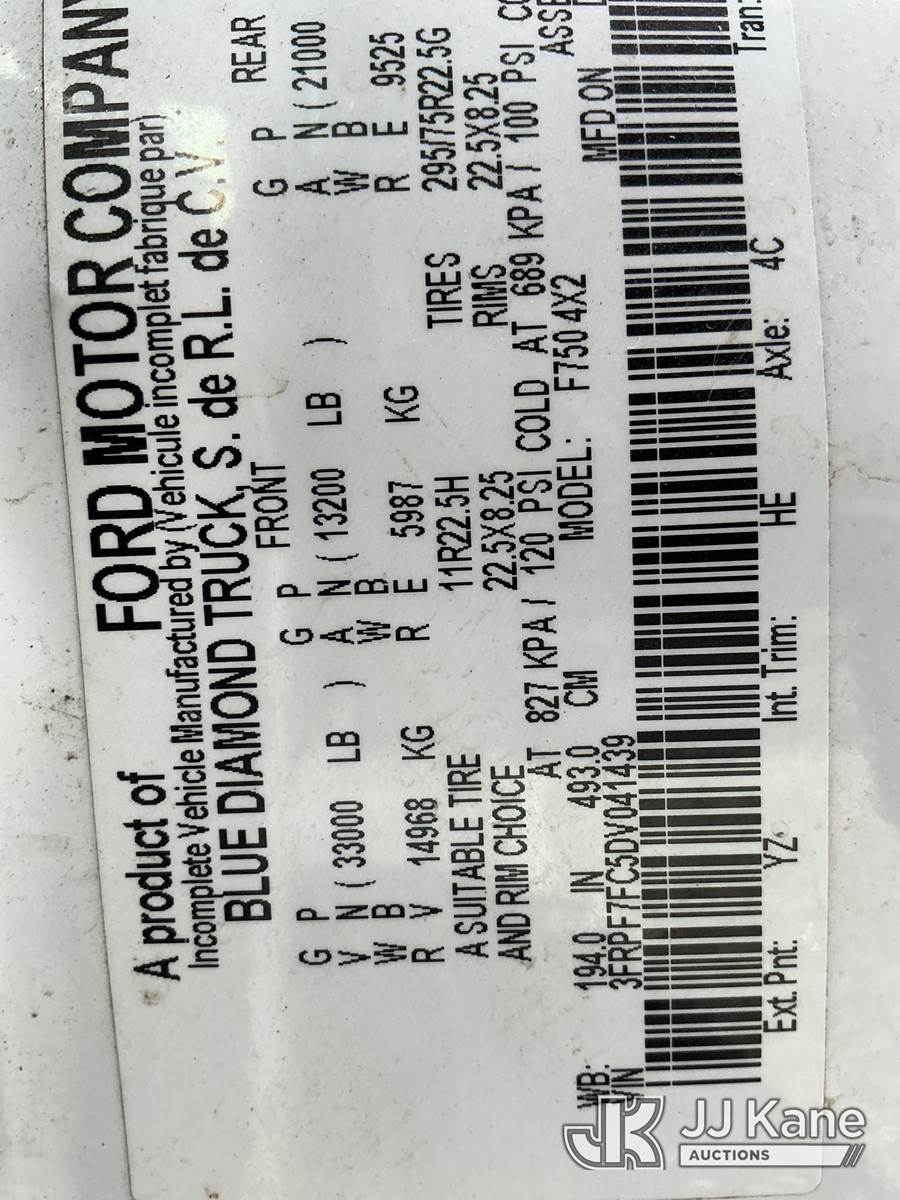 A product of FORD MOTOR COMPANY
Incomplete Vehicle Manufactured by (Vehicule incomplet fabrique par)
BLUE DIAMOND TRUCK, S. de R.L. de C.V.
FRONT REAR
G P G P G P
V N ( 33000 LB ) A N ( 13200 LB ) A N ( 21000
W B W B W B
R V 14968 KG R E 5987 KG R E 9525
A SUITABLE TIRE 11R22.5H TIRES 295/75R22.5G
AND RIM CHOICE 22.5X8.25 RIMS 22.5X8.25
AT 827 KPA / 120 PSI COLD AT 689 KPA / 100 PSI
WB: 194.0 IN 493.0 CM MODEL: F750 4X2
VIN 3FRPF7FC5DV041439 MFD ON
Ext. Pnt: YZ Int. Trim: HE Axle: 4C Tran:
JJ Kane
AUCTIONS